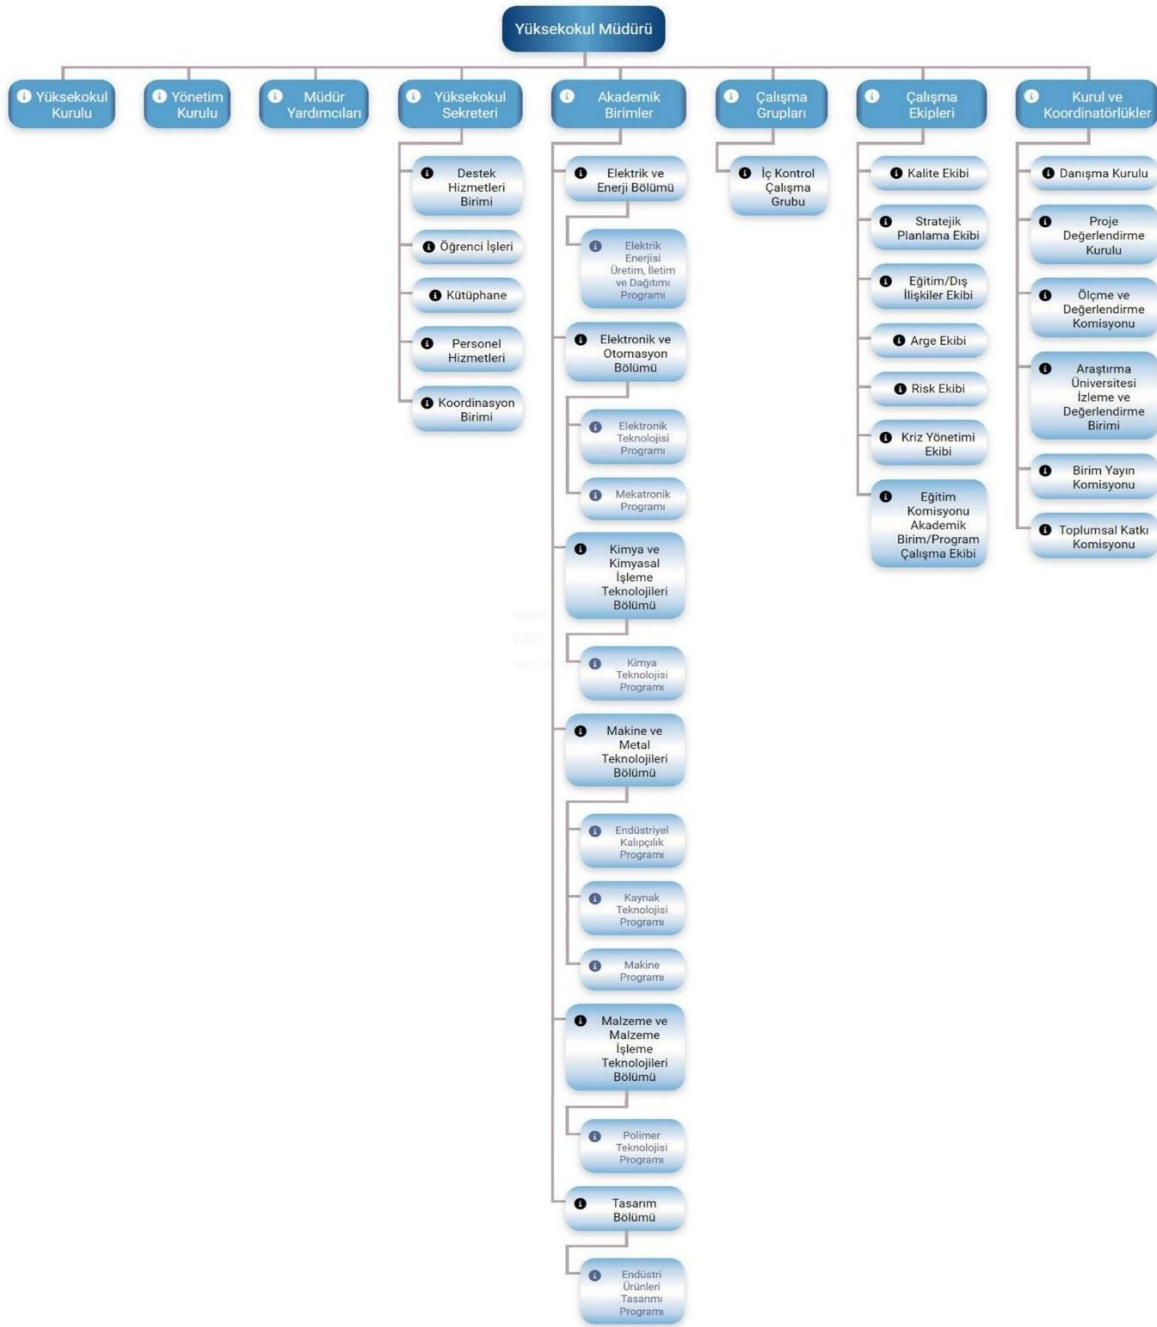 Yüksekokul Müdürü
Yüksekokul
Kurulu
Yönetim
Kurulu
Müdür
Yardımcıları
Yüksekokul
Sekreteri
Akademik
Birimler
Çalışma
Grupları
Çalışma
Ekipleri
Kurul ve
Koordinatörlükler
Destek
Hizmetleri
Birimi
Öğrenci İşleri
Kütüphane
Personel
Hizmetleri
Koordinasyon
Birimi
Elektrik ve
Enerji Bölümü
Elektrik
Enerjisi
Üretim, İletim
ve Dağıtımı
Programı
Elektronik ve
Otomasyon
Bölümü
Elektronik
Teknolojisi
Programı
Mekatronik
Programı
Kimya ve
Kimyasal
İşleme
Teknolojileri
Bölümü
Kimya
Teknolojisi
Programı
Makine ve
Metal
Teknolojileri
Bölümü
Endüstriyel
Kalıpçılık
Programı
Kaynak
Teknolojisi
Programı
Makine
Programı
Malzeme ve
Malzeme
İşleme
Teknolojileri
Bölümü
Polimer
Teknolojisi
Programı
Tasarım
Bölümü
Endüstri
Ürünleri
Tasarımı
Programı
İç Kontrol
Çalışma
Grubu
Kalite Ekibi
Stratejik
Planlama Ekibi
Eğitim/Dış
İlişkiler Ekibi
Arge Ekibi
Risk Ekibi
Kriz Yönetimi
Ekibi
Eğitim
Komisyonu
Akademik
Birim/Program
Çalışma Ekibi
Danışma Kurulu
Proje
Değerlendirme
Kurulu
Ölçme ve
Değerlendirme
Komisyonu
Araştırma
Üniversitesi
İzleme ve
Değerlendirme
Birimi
Birim Yayın
Komisyonu
Toplumsal Katkı
Komisyonu